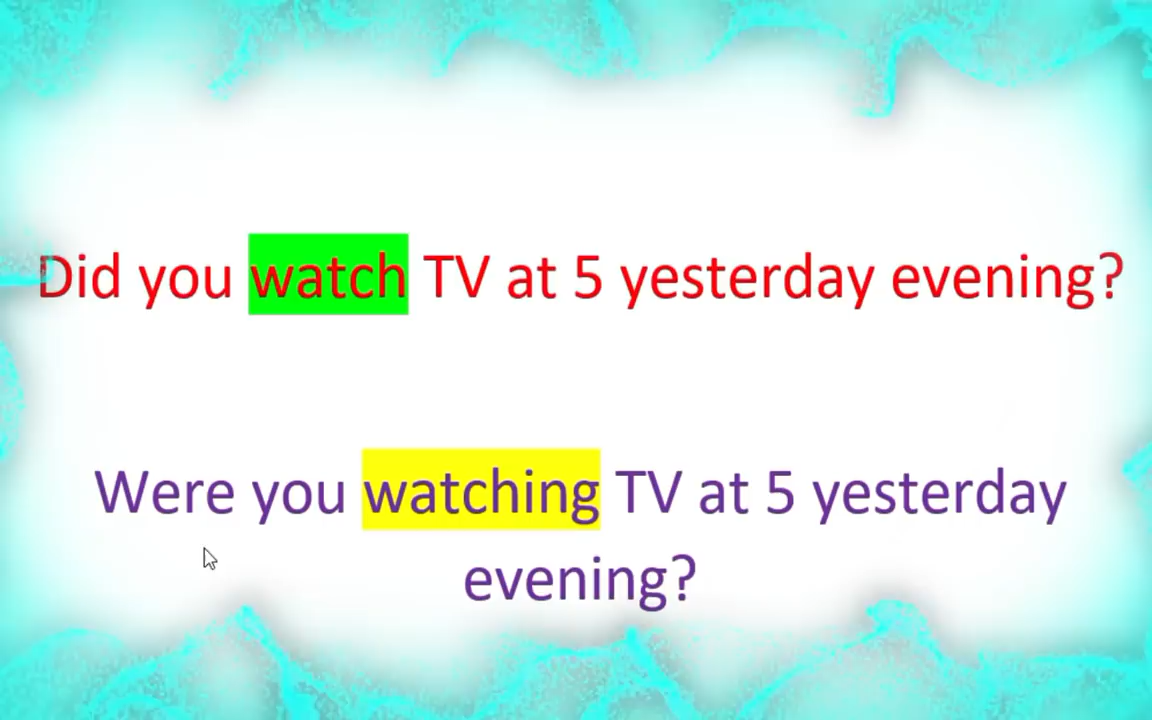 Did you watch TV at 5 yesterday evening?
Were you watching TV at 5 yesterday
evening?